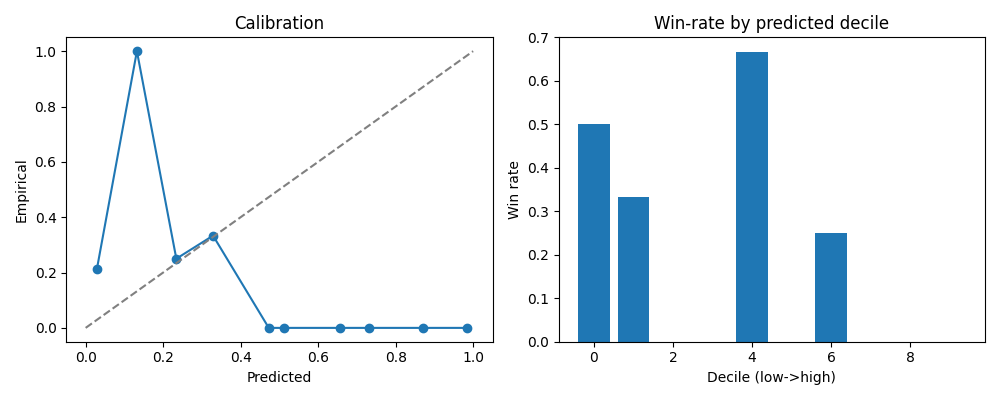 Calibration
1.0
0.8
0.6
0.4
0.2
0.0
Empirical
0.0 0.2 0.4 0.6 0.8 1.0
Predicted
Win-rate by predicted decile
0.7
0.6
0.5
0.4
0.3
0.2
0.1
0.0
Win rate
0 2 4 6 8
Decile (low->high)